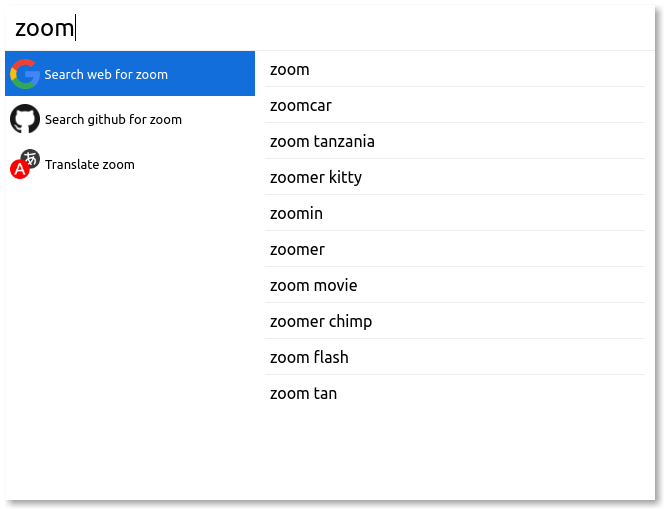 zoom
Search web for zoom
Search github for zoom
Translate zoom
zoom
zoomcar
zoom tanzania
zoomer kitty
zoomin
zoomer
zoom movie
zoomer chimp
zoom flash
zoom tan